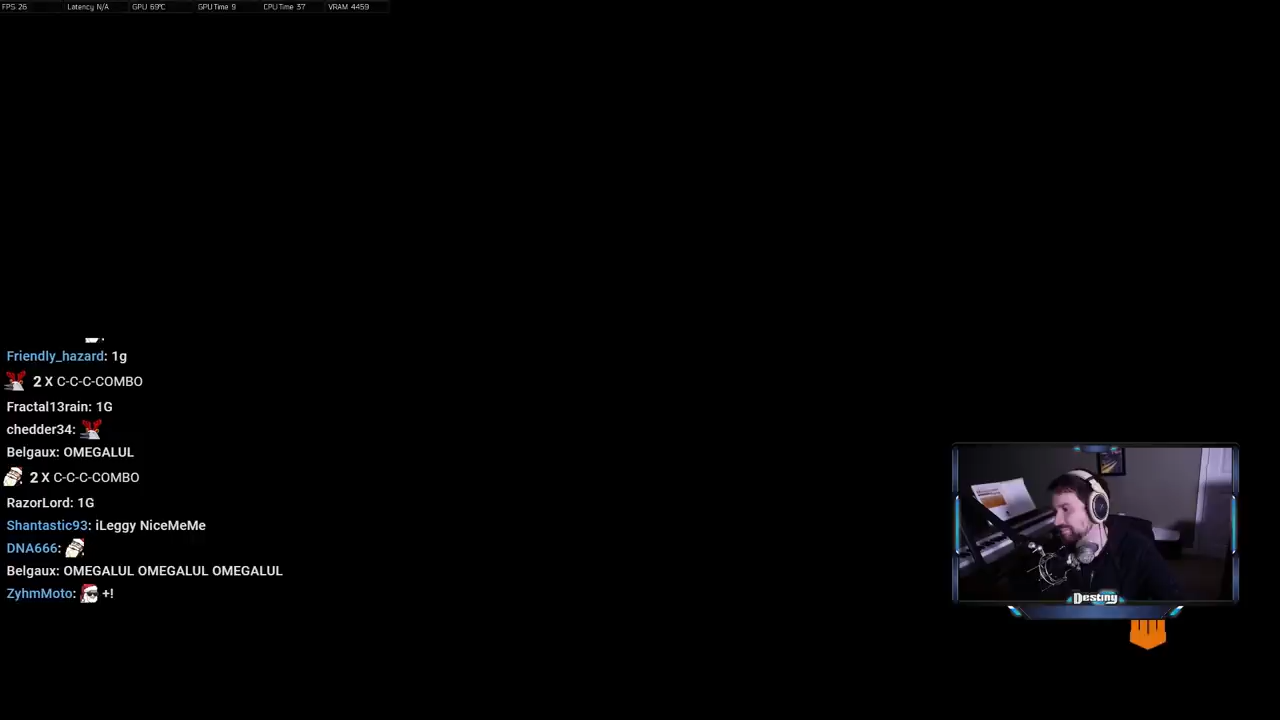 FPS 26 Latency N/A GPU 69°C GPU Time 9 CPU Time 37 VRAM 4459
Friendly_hazard: 1g
2 X C-C-C-COMBO
Fractal13rain: 1G
chedder34:
Belgaux: OMEGALUL
2 X C-C-C-COMBO
RazorLord: 1G
Shantastic93: iLeggy NiceMeMe
DNA666:
Belgaux: OMEGALUL OMEGALUL OMEGALUL
ZyhmMoto: +!
Destiny